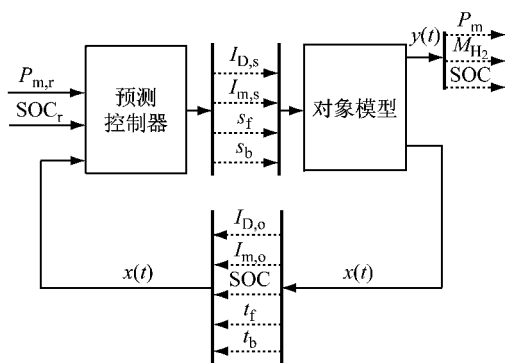 P_m,r
SOC_r
预测
控制器
I_D,s
I_m,s
s_f
s_b
对象模型
y(t)
P_m
M_H2
SOC
x(t)
I_D,o
I_m,o
SOC
t_f
t_b
x(t)